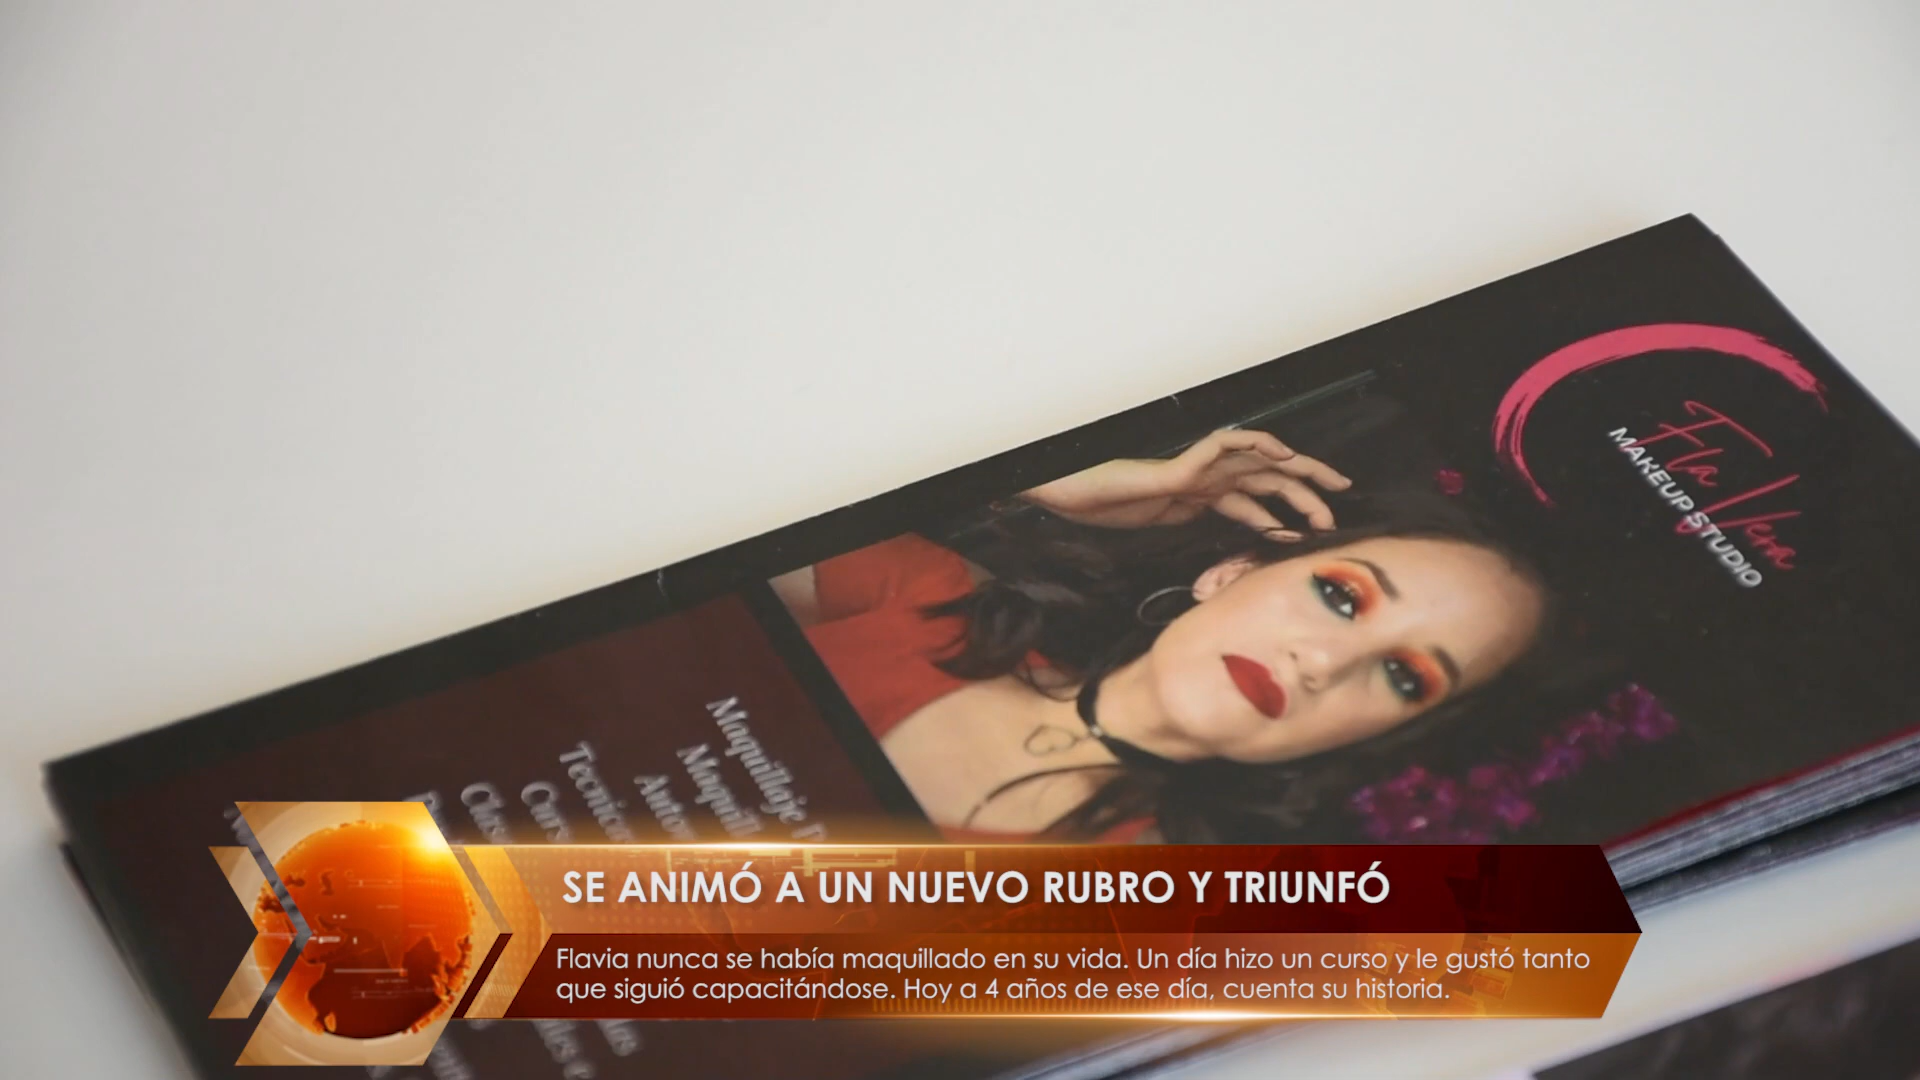 Fla Vera
MAKEUP STUDIO
Maquillaje
SE ANIMÓ A UN NUEVO RUBRO Y TRIUNFÓ
Flavia nunca se había maquillado en su vida. Un día hizo un curso y le gustó tanto
que siguió capacitándose. Hoy a 4 años de ese día, cuenta su historia.